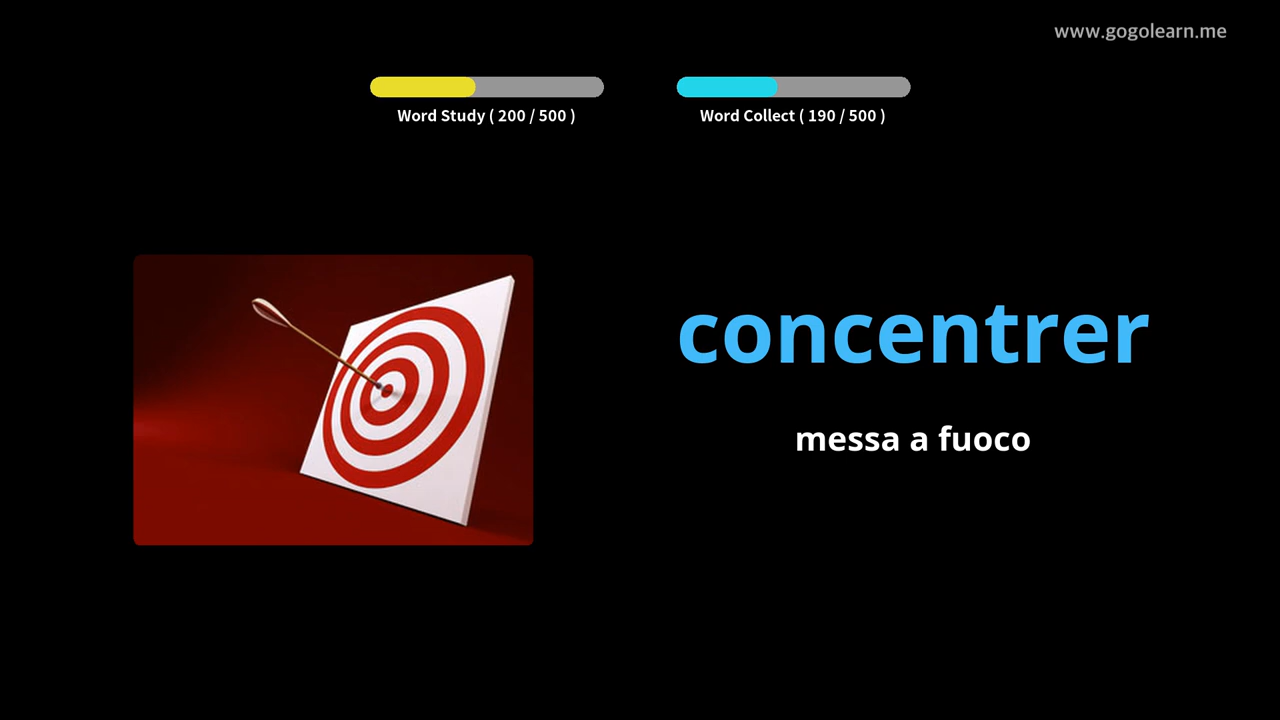 www.gogolearn.me
Word Study ( 200 / 500 )
Word Collect ( 190 / 500 )
concentrer
messa a fuoco